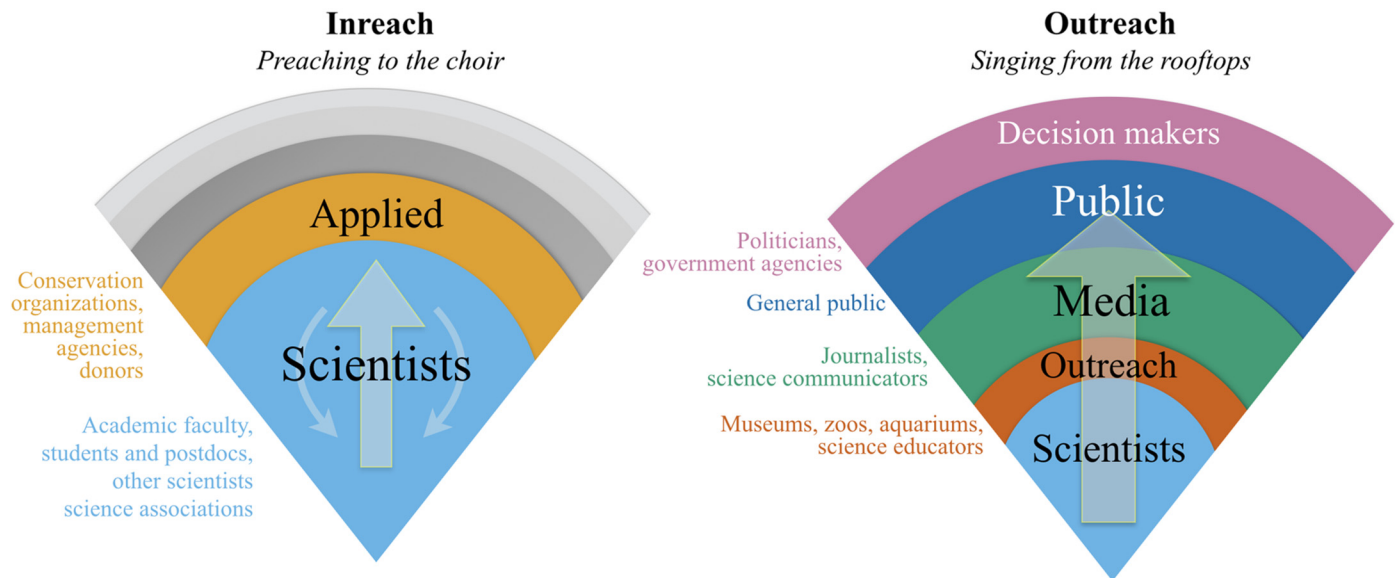 Inreach
Preaching to the choir
Applied
Scientists
Conservation
organizations,
management
agencies,
donors
Academic faculty,
students and postdocs,
other scientists
science associations
Outreach
Singing from the rooftops
Decision makers
Public
Media
Outreach
Scientists
Politicians,
government agencies
General public
Journalists,
science communicators
Museums, zoos, aquariums,
science educators